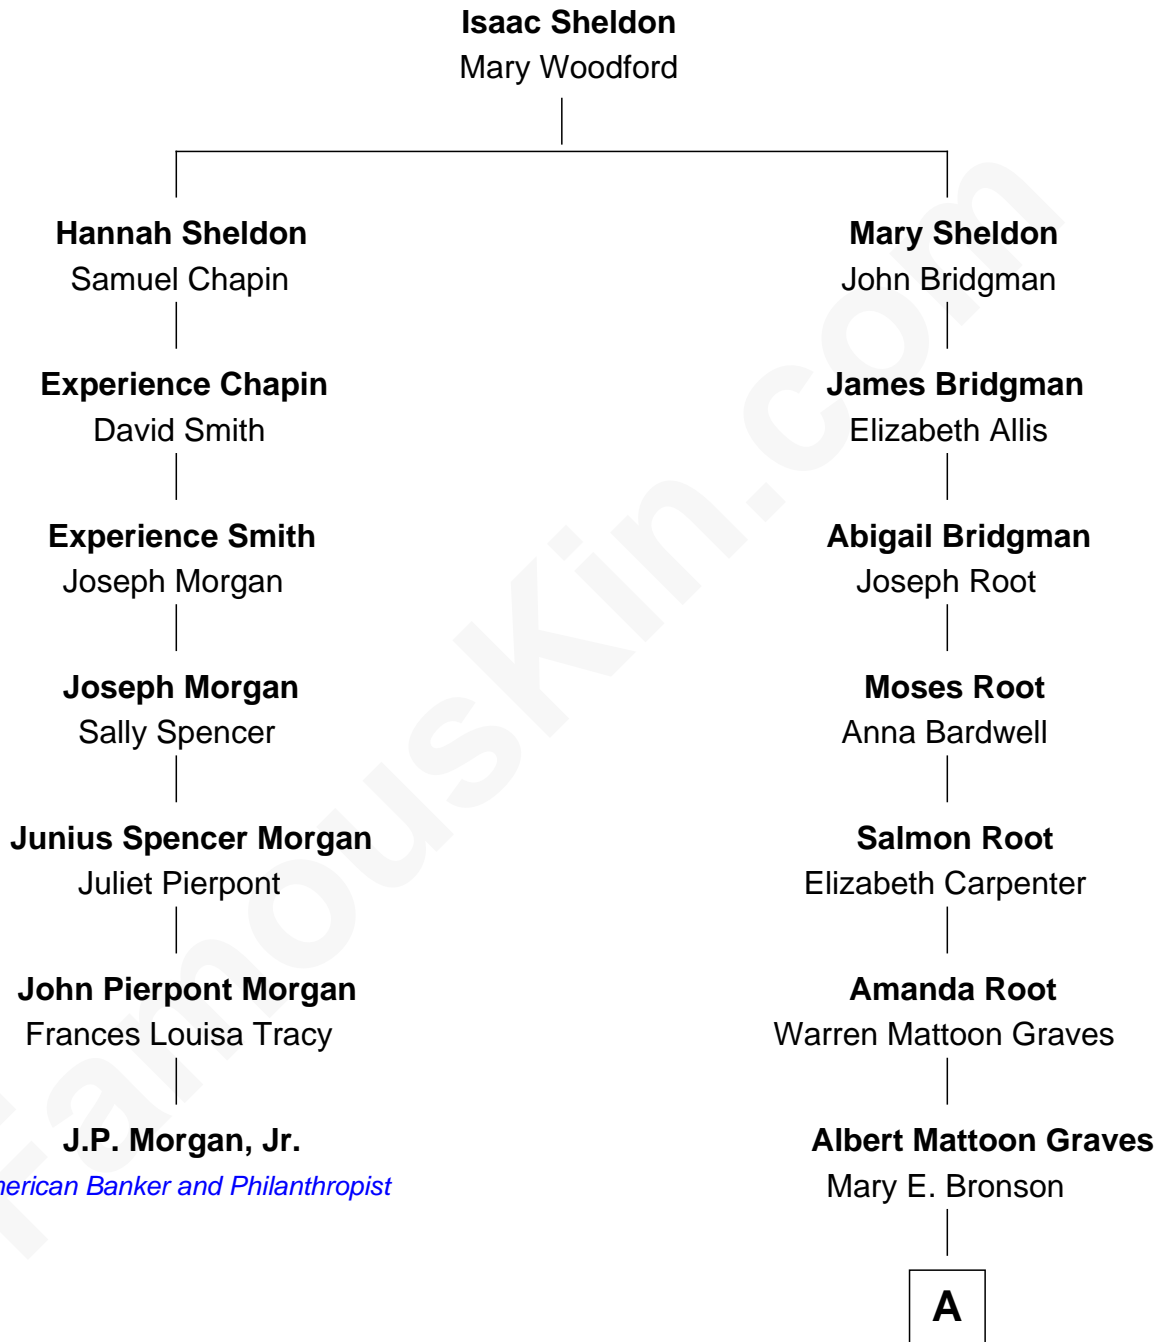 Isaac Sheldon
Mary Woodford
Hannah Sheldon
Samuel Chapin
Mary Sheldon
John Bridgman
Experience Chapin
David Smith
James Bridgman
Elizabeth Allis
Experience Smith
Joseph Morgan
Abigail Bridgman
Joseph Root
Joseph Morgan
Sally Spencer
Moses Root
Anna Bardwell
Junius Spencer Morgan
Juliet Pierpont
Salmon Root
Elizabeth Carpenter
John Pierpont Morgan
Frances Louisa Tracy
Amanda Root
Warren Mattoon Graves
J.P. Morgan, Jr.
merican Banker and Philanthropist
Albert Mattoon Graves
Mary E. Bronson
A
FamousKin.com